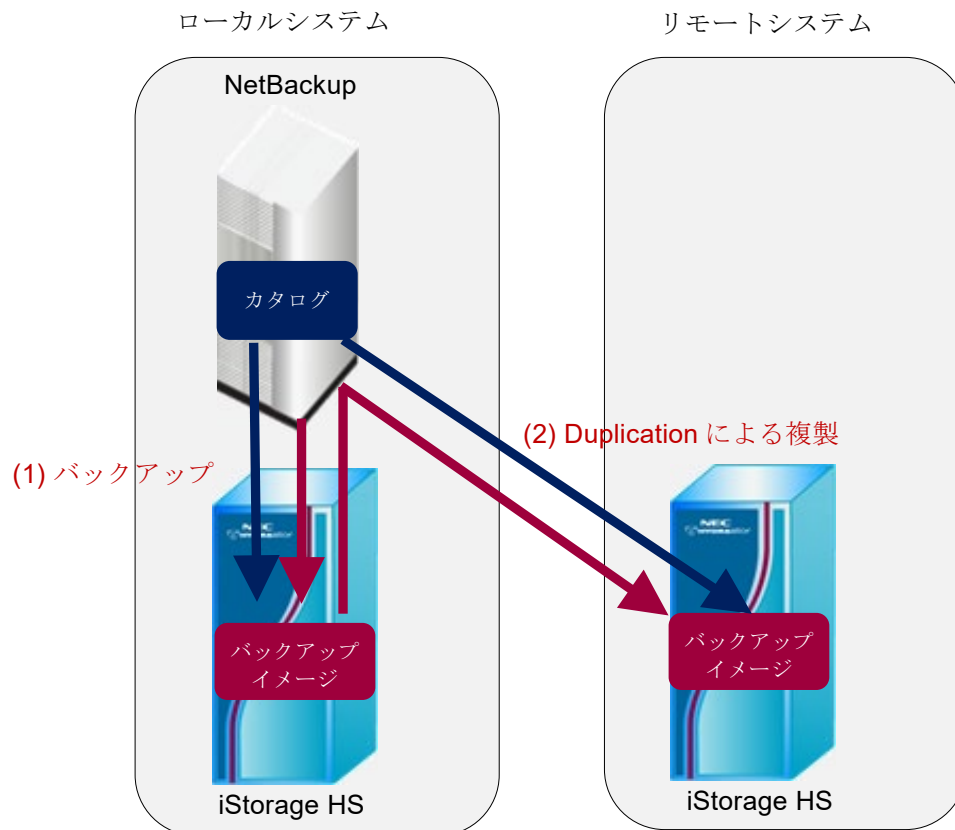 ローカルシステム
リモートシステム
NetBackup
カタログ
(2) Duplication による複製
(1) バックアップ
NEC
NEC
バックアップ
イメージ
バックアップ
イメージ
iStorage HS
iStorage HS